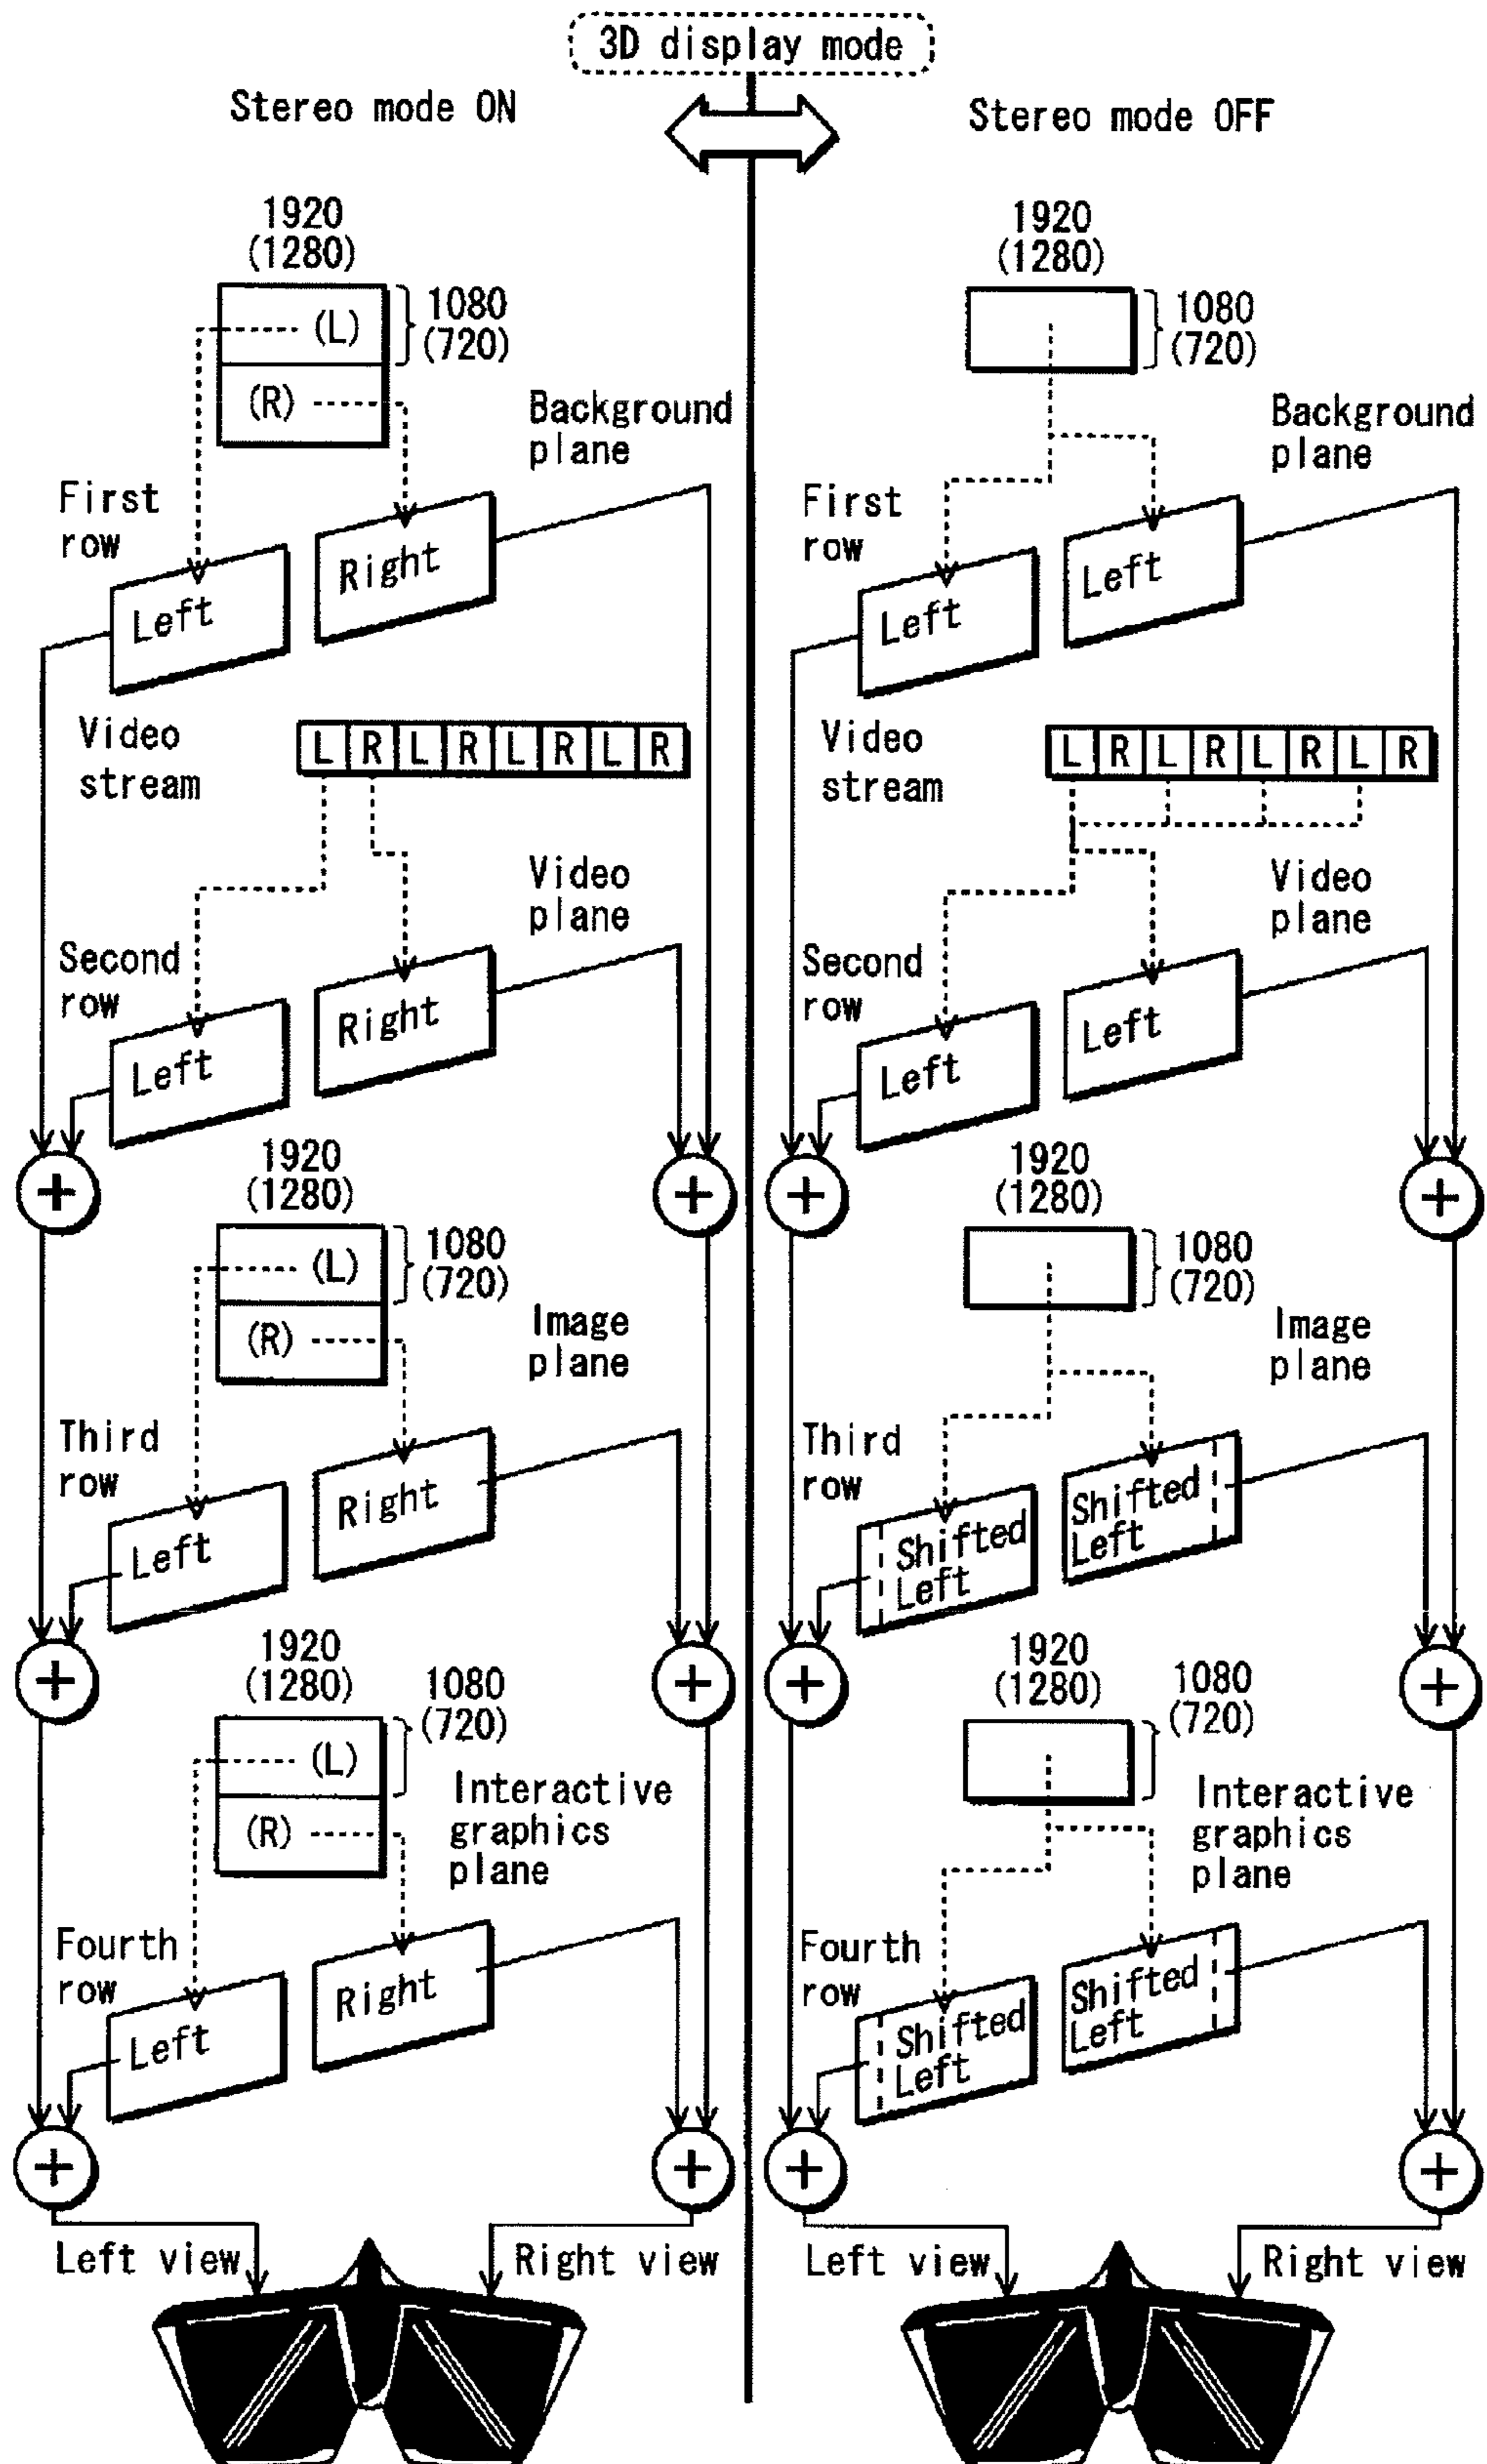 3D display mode
Stereo mode ON
1920
(1280)
(L)
1080
(720)
(R)
Background
plane
First
row
Left
Right
Video
stream
L R L R L R L R
Video
plane
Second
row
Left
Right
+
+
1920
(1280)
(L)
1080
(720)
(R)
Image
plane
Third
row
Left
Right
+
+
1920
(1280)
1080
(720)
(L)
(R)
Interactive
graphics
plane
Fourth
row
Left
Right
+
+
Left view
Right view
Stereo mode OFF
1920
(1280)
1080
(720)
Background
plane
First
row
Left
Left
Video
stream
L R L R L R L R
Video
plane
Second
row
Left
Left
+
+
1920
(1280)
1080
(720)
Image
plane
Third
row
Shifted
Left
Shifted
Left
+
+
1920
(1280)
1080
(720)
Interactive
graphics
plane
Fourth
row
Shifted
Left
Shifted
Left
+
+
Left view
Right view